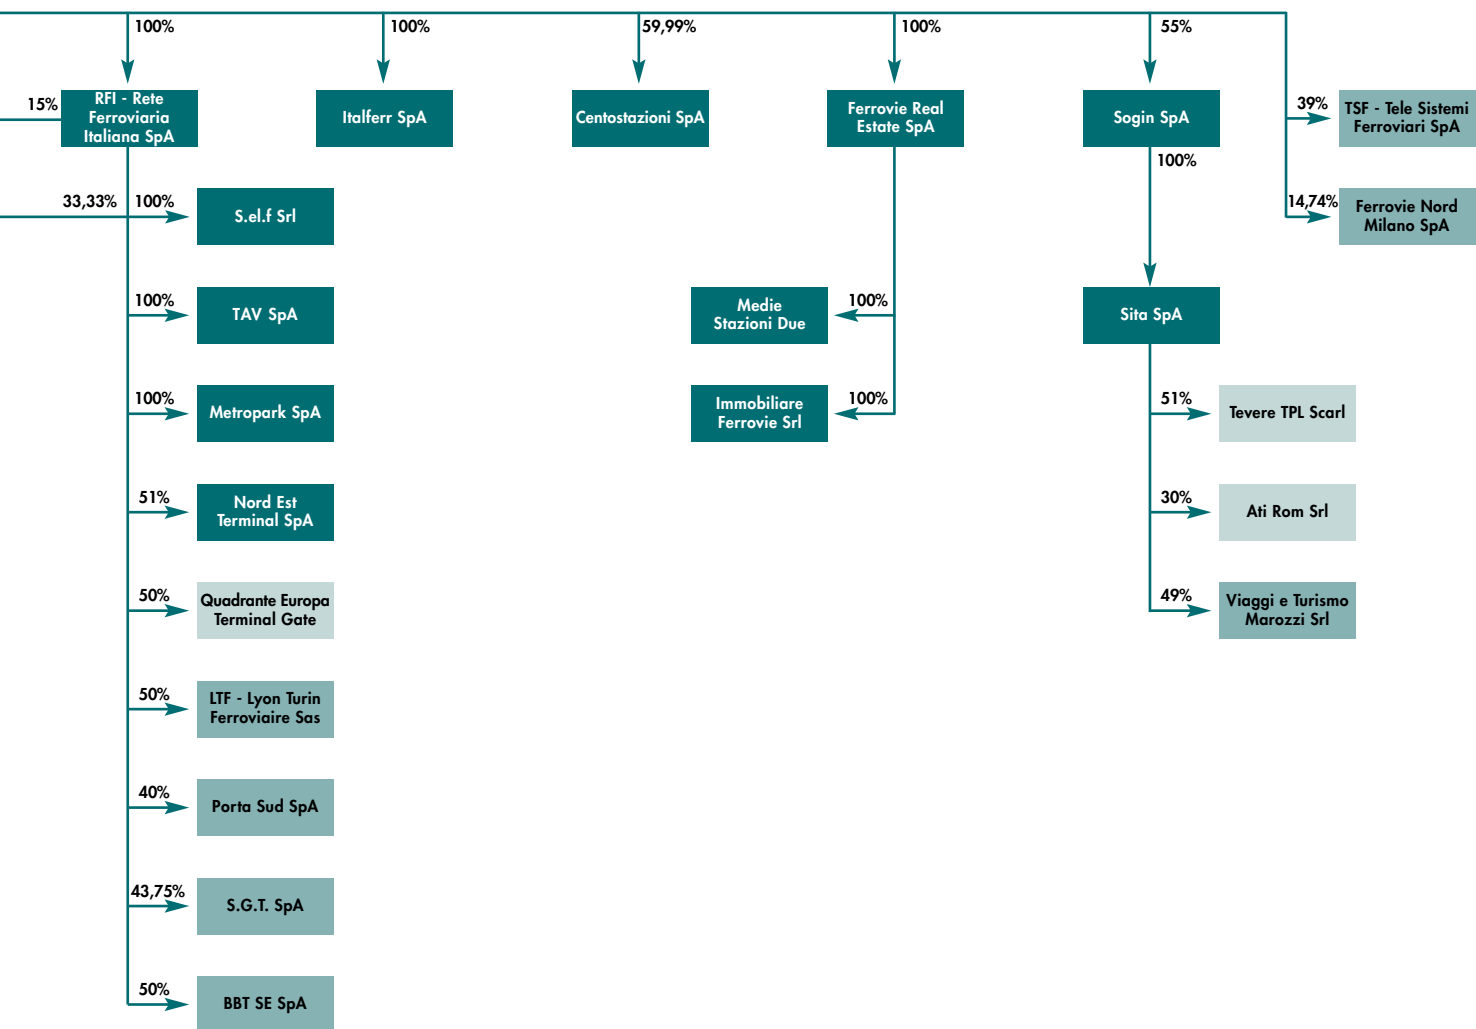 100%
100%
59,99%
100%
55%
15%
RFI - Rete
Ferroviaria
Italiana SpA
Italferr SpA
Centostazioni SpA
Ferrovie Real
Estate SpA
Sogin SpA
39%
TSF - Tele Sistemi
Ferroviari SpA
100%
33,33%
100%
S.el.f Srl
14,74%
Ferrovie Nord
Milano SpA
100%
TAV SpA
Medie
Stazioni Due
100%
Sita SpA
100%
Metropark SpA
Immobiliare
Ferrovie Srl
100%
51%
Tevere TPL Scarl
51%
Nord Est
Terminal SpA
30%
Ati Rom Srl
50%
Quadrante Europa
Terminal Gate
49%
Viaggi e Turismo
Marozzi Srl
50%
LTF - Lyon Turin
Ferroviaire Sas
40%
Porta Sud SpA
43,75%
S.G.T. SpA
50%
BBT SE SpA